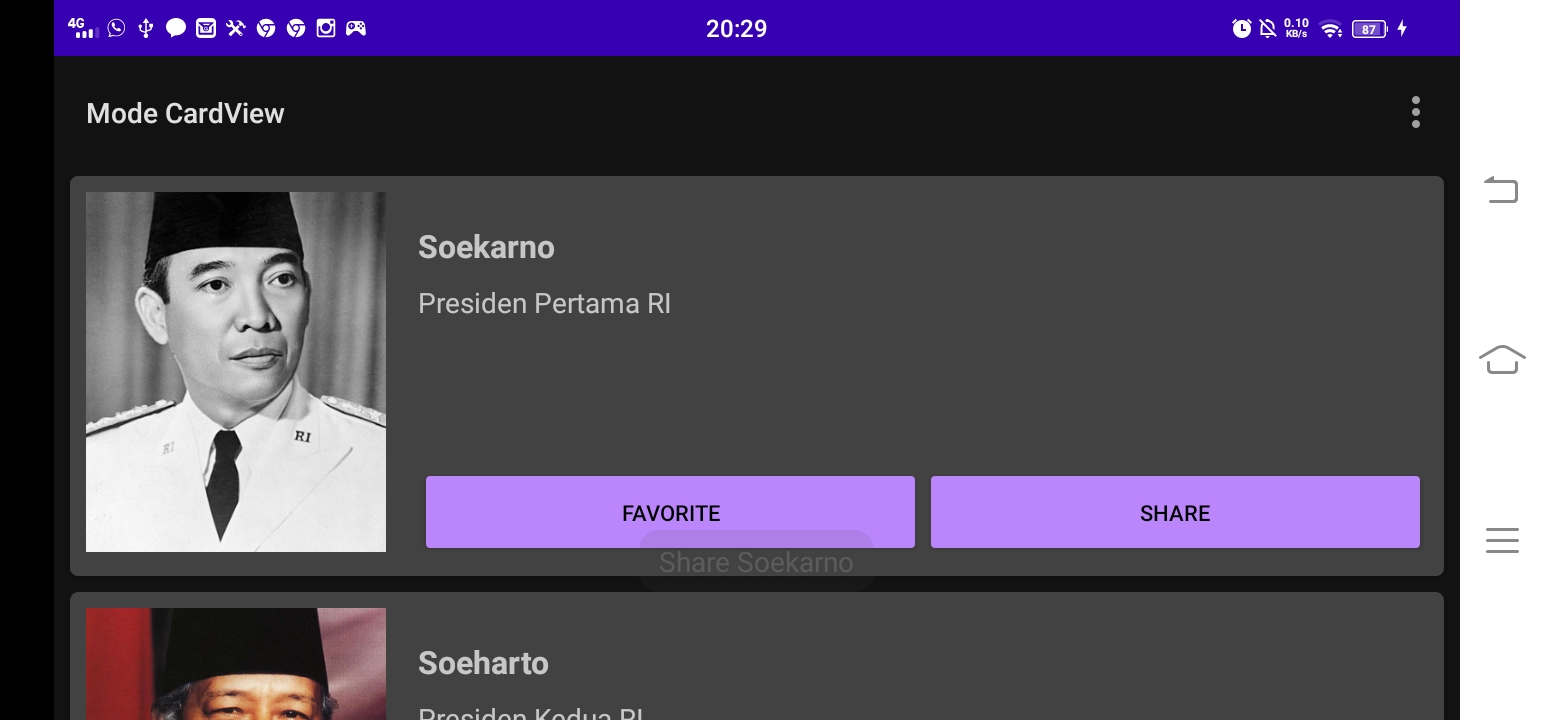 4G
20:29
0.10
KB/s
87
Mode CardView
Soekarno
Presiden Pertama RI
RI
RI
FAVORITE
SHARE
Share Soekarno
Soeharto
Presiden Kedua RI